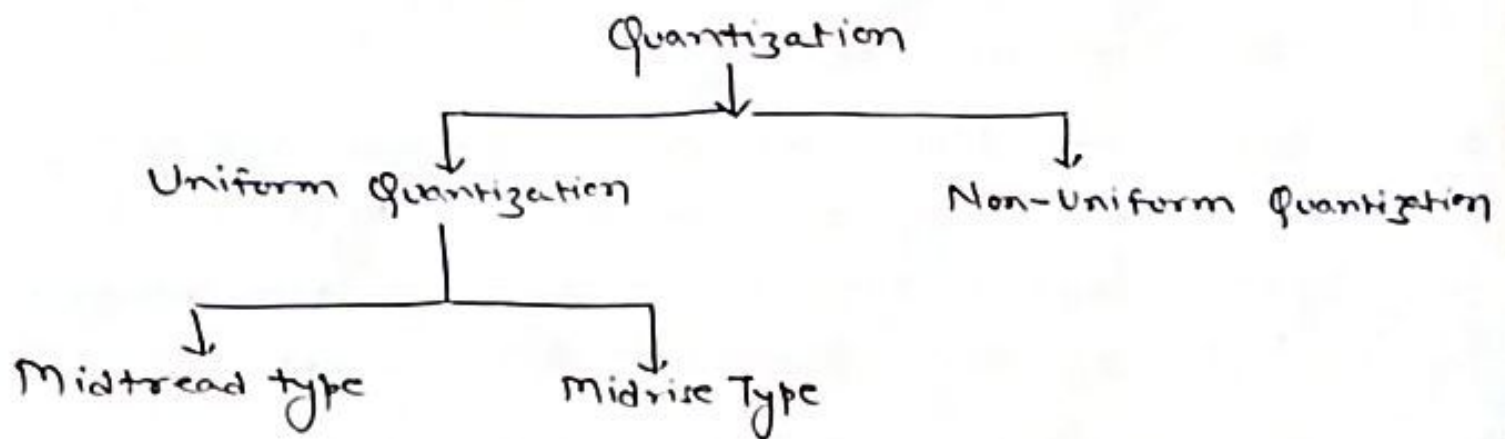 Quantization
Uniform Quantization
Non-Uniform Quantization
Midtread type
Midrise Type